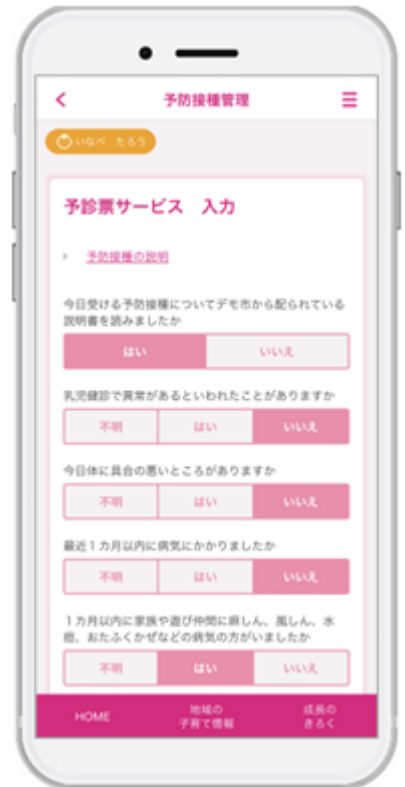 予防接種管理
いなべ たろう
予診票サービス 入力
予防接種の説明
今日受ける予防接種についてデモ市から配られている
説明書を読みましたか
はい いいえ
乳児健診で異常があるといわれたことがありますか
不明 はい いいえ
今日体に具合の悪いところがありますか
不明 はい いいえ
最近1カ月以内に病気にかかりましたか
不明 はい いいえ
1カ月以内に家族や遊び仲間に麻しん、風しん、水
痘、おたふくかぜなどの病気の方がいましたか
不明 はい いいえ
HOME
地域の
子育て情報
成長の
きろく